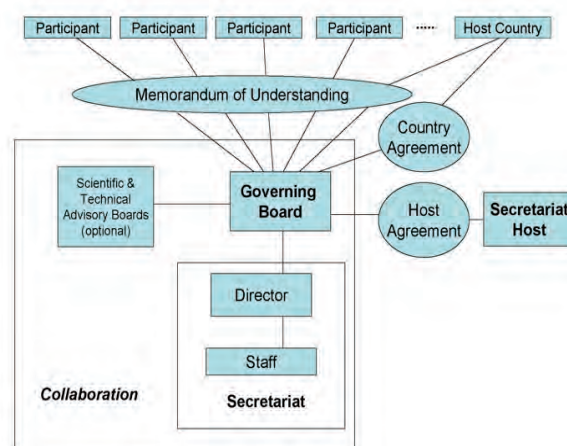 Participant
Participant
Participant
Participant
.....
Host Country
Memorandum of Understanding
Country
Agreement
Scientific &
Technical
Advisory Boards
(optional)
Governing
Board
Host
Agreement
Secretariat
Host
Director
Staff
Collaboration
Secretariat